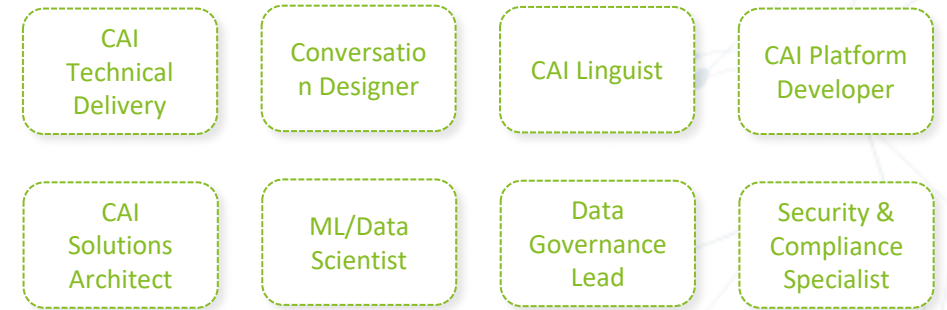 CAI
Technical
Delivery
Conversatio
n Designer
CAI Linguist
CAI Platform
Developer
CAI
Solutions
Architect
ML/Data
Scientist
Data
Governance
Lead
Security &
Compliance
Specialist